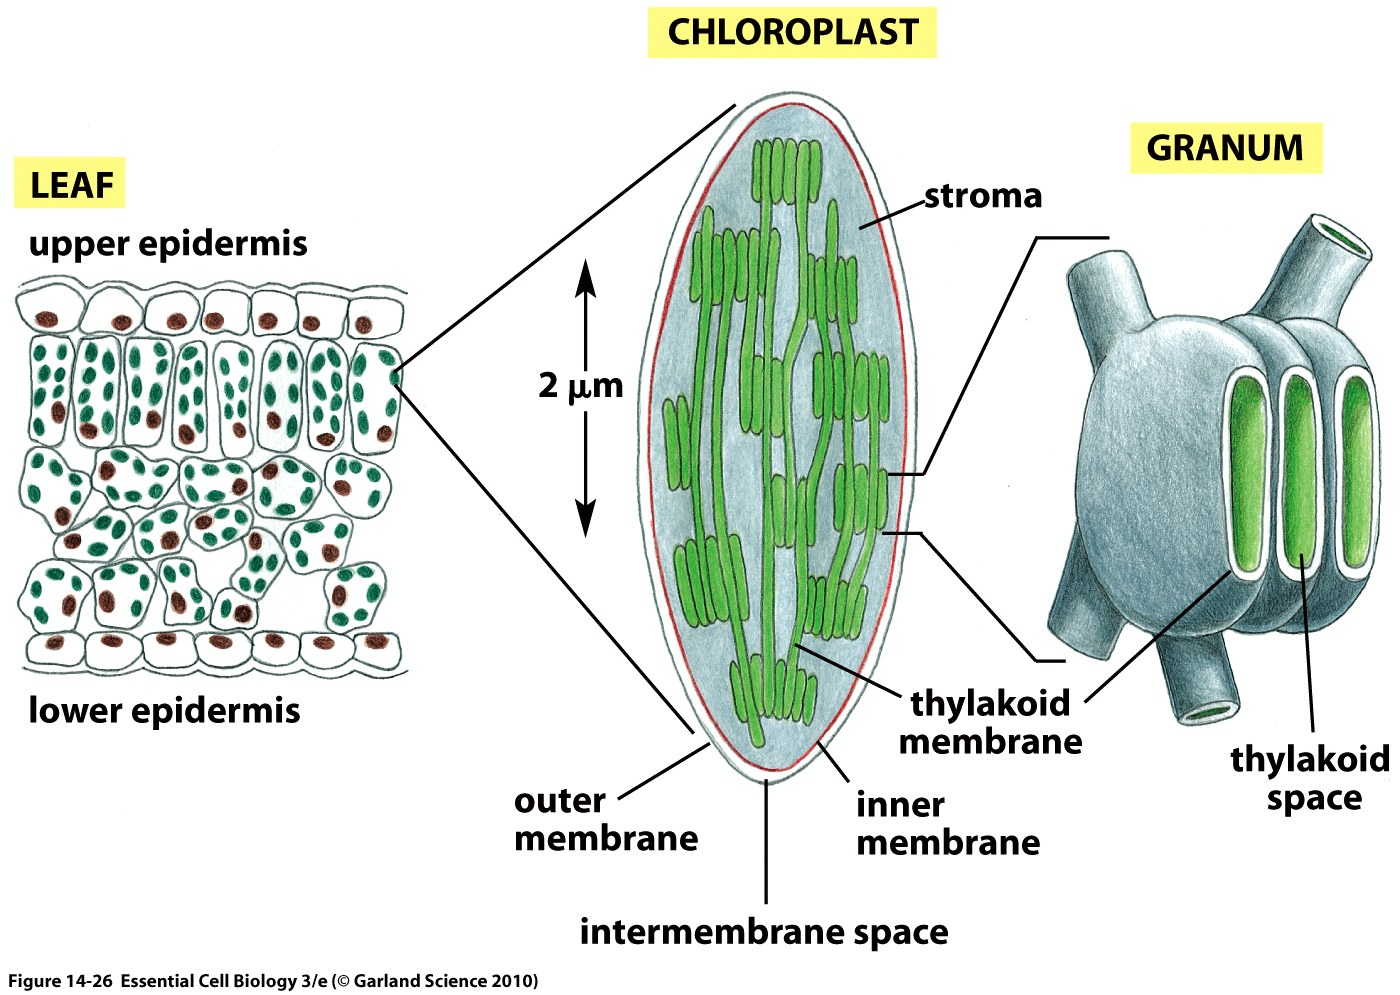 CHLOROPLAST
GRANUM
LEAF
upper epidermis
stroma
2 μm
lower epidermis
thylakoid
membrane
thylakoid
space
outer
membrane
inner
membrane
intermembrane space
Figure 14-26 Essential Cell Biology 3/e (© Garland Science 2010)